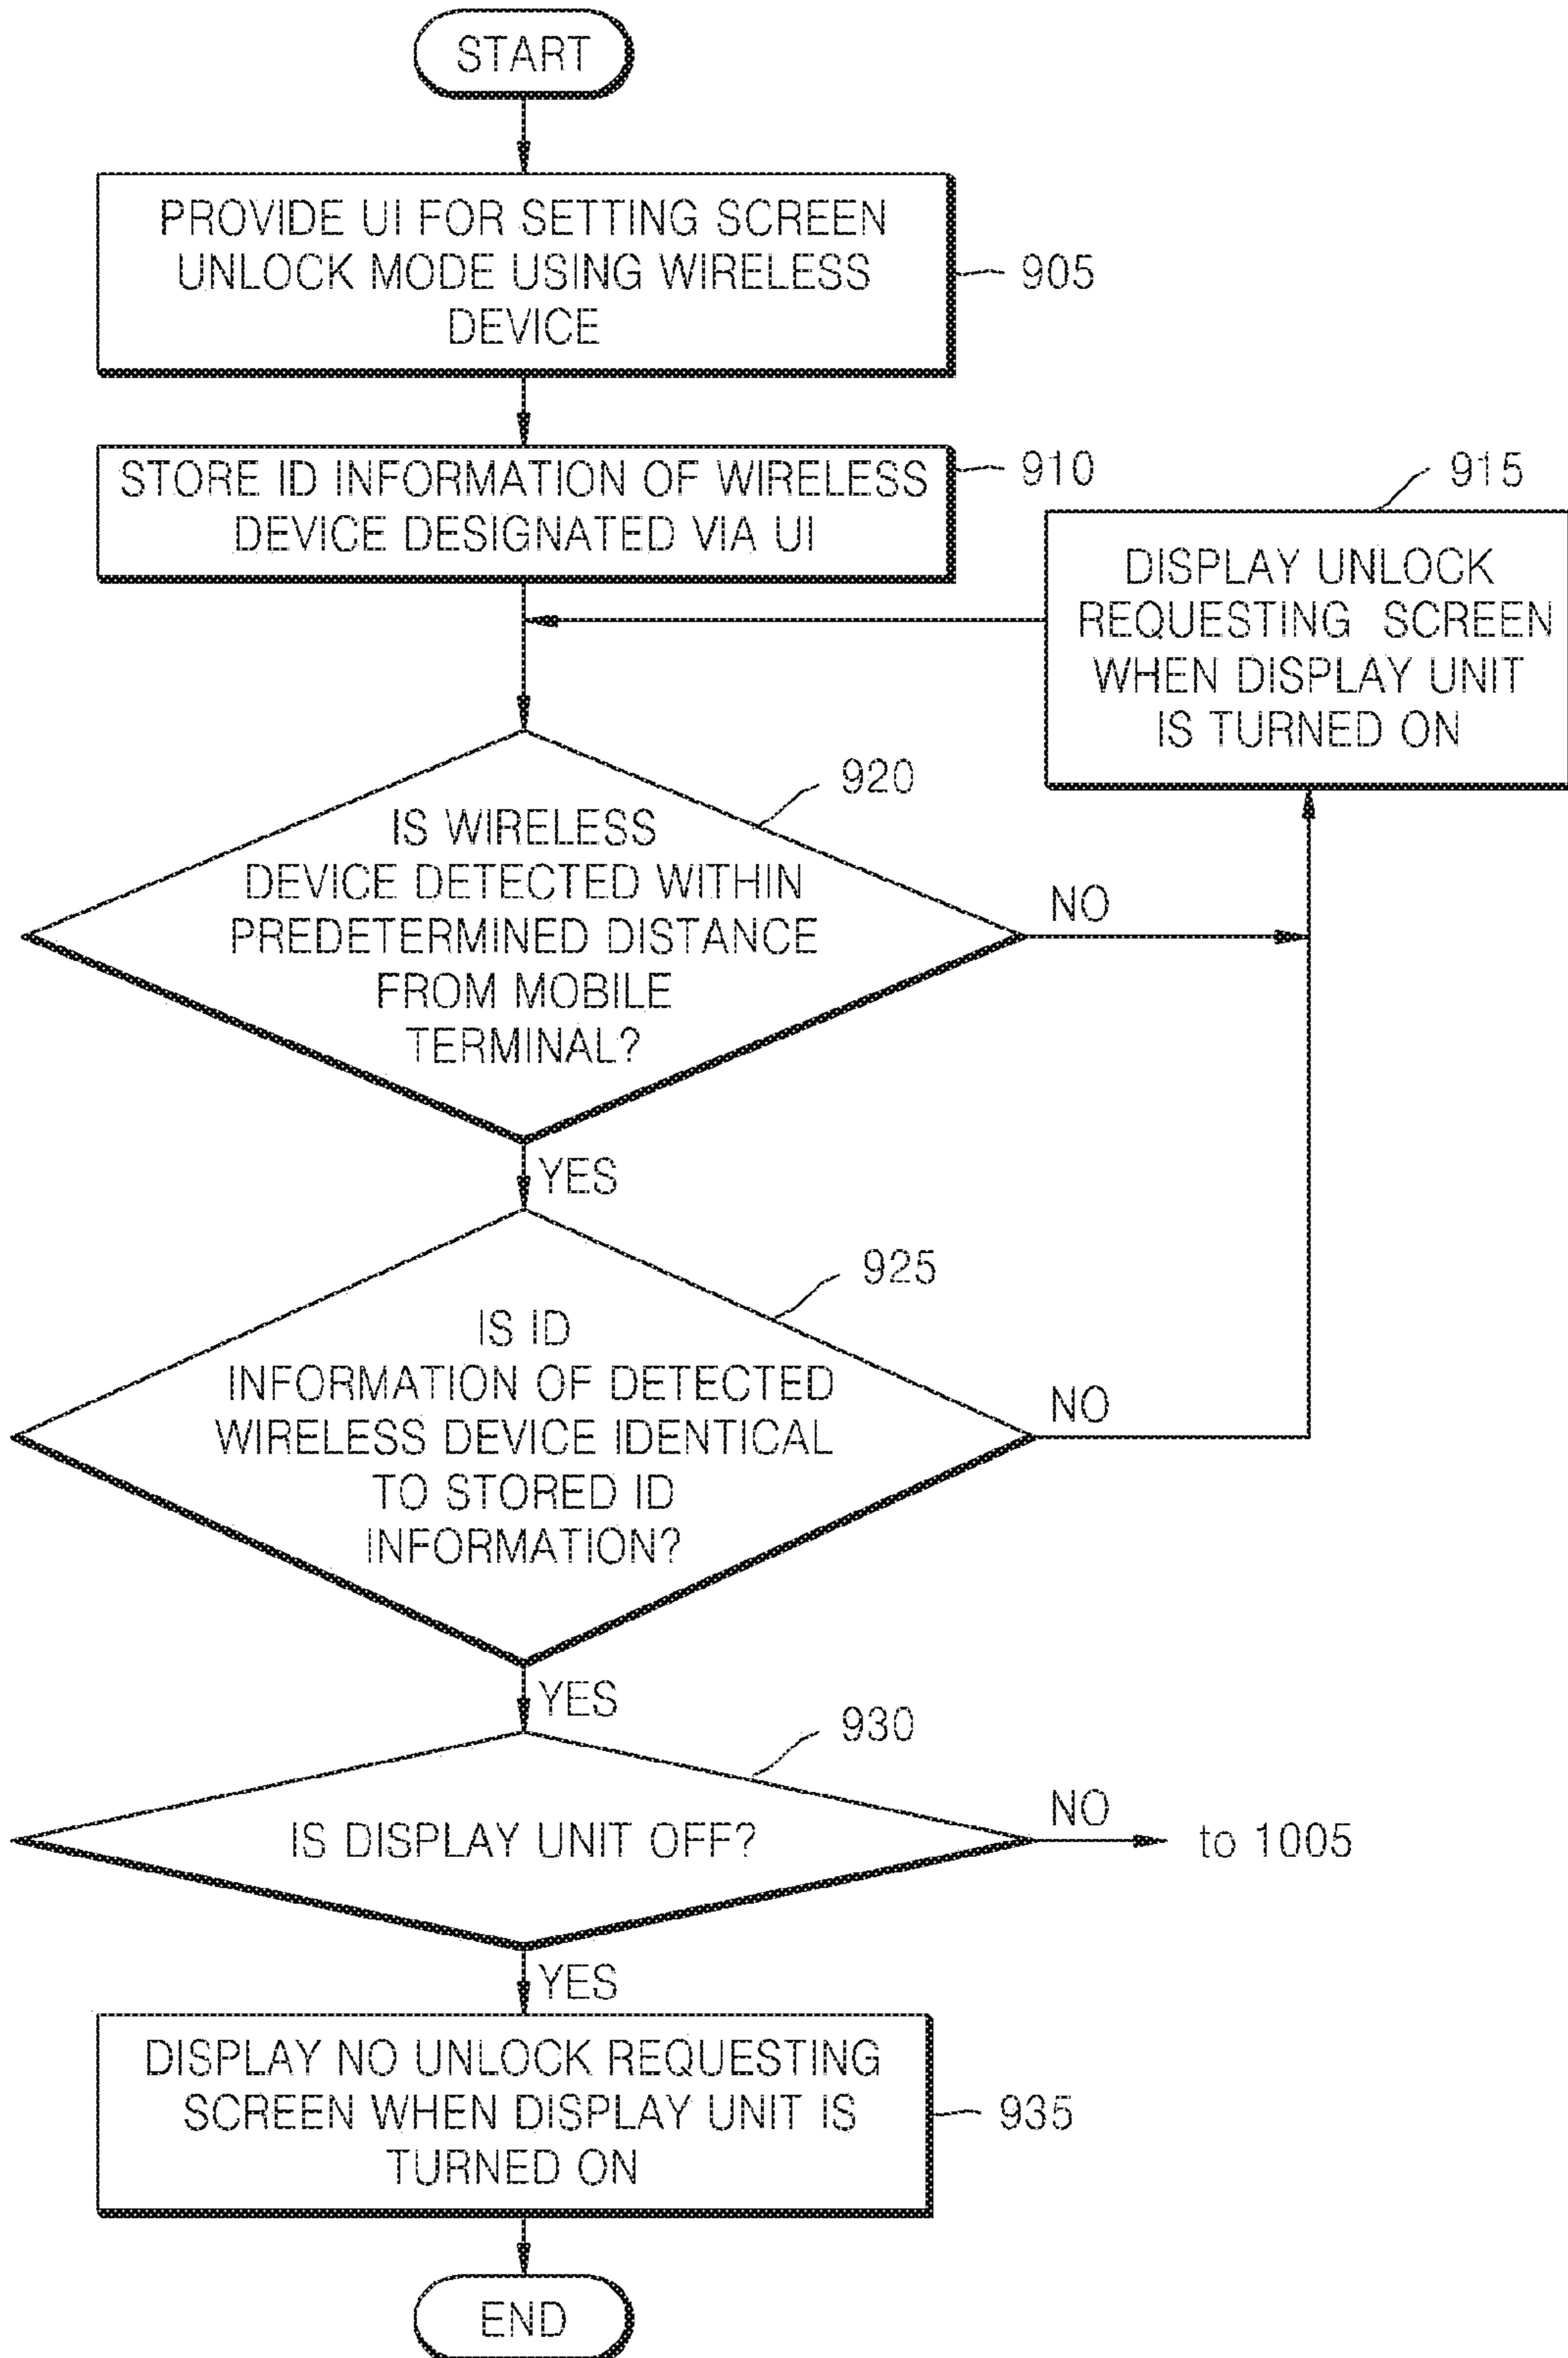 START
PROVIDE UI FOR SETTING SCREEN
UNLOCK MODE USING WIRELESS
DEVICE
905
STORE ID INFORMATION OF WIRELESS
DEVICE DESIGNATED VIA UI
910
915
DISPLAY UNLOCK
REQUESTING SCREEN
WHEN DISPLAY UNIT
IS TURNED ON
920
IS WIRELESS
DEVICE DETECTED WITHIN
PREDETERMINED DISTANCE
FROM MOBILE
TERMINAL?
NO
YES
925
IS ID
INFORMATION OF DETECTED
WIRELESS DEVICE IDENTICAL
TO STORED ID
INFORMATION?
NO
YES
930
IS DISPLAY UNIT OFF?
NO
to 1005
YES
DISPLAY NO UNLOCK REQUESTING
SCREEN WHEN DISPLAY UNIT IS
TURNED ON
935
END